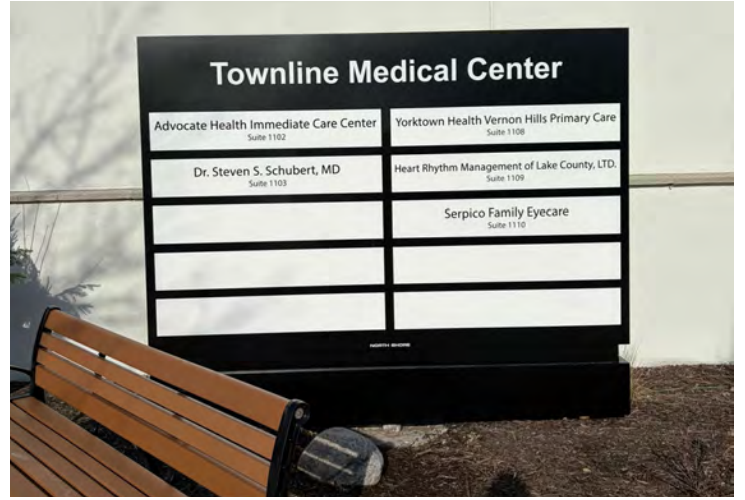 Townline Medical Center
Advocate Health Immediate Care Center
Suite 1102
Dr. Steven S. Schubert, MD
Suite 1103
Yorktown Health Vernon Hills Primary Care
Suite 1108
Heart Rhythm Management of Lake County, LTD.
Suite 1109
Serpico Family Eyecare
Suite 1110
NORTH SHORE